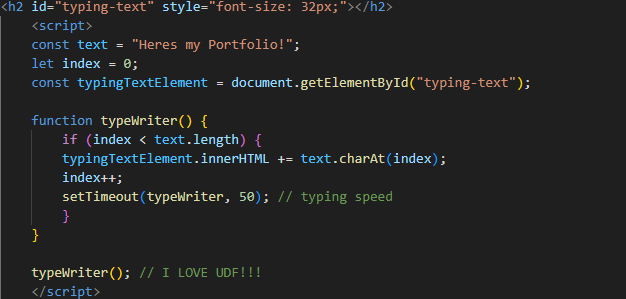 <h2 id="typing-text" style="font-size: 32px;"></h2>
<script>
const text = "Heres my Portfolio!";
let index = 0;
const typingTextElement = document.getElementById("typing-text");
function typeWriter() {
if (index < text.length) {
typingTextElement.innerHTML += text.charAt(index);
index++;
setTimeout(typeWriter, 50); // typing speed
}
}
typeWriter(); // I LOVE UDF!!!
</script>